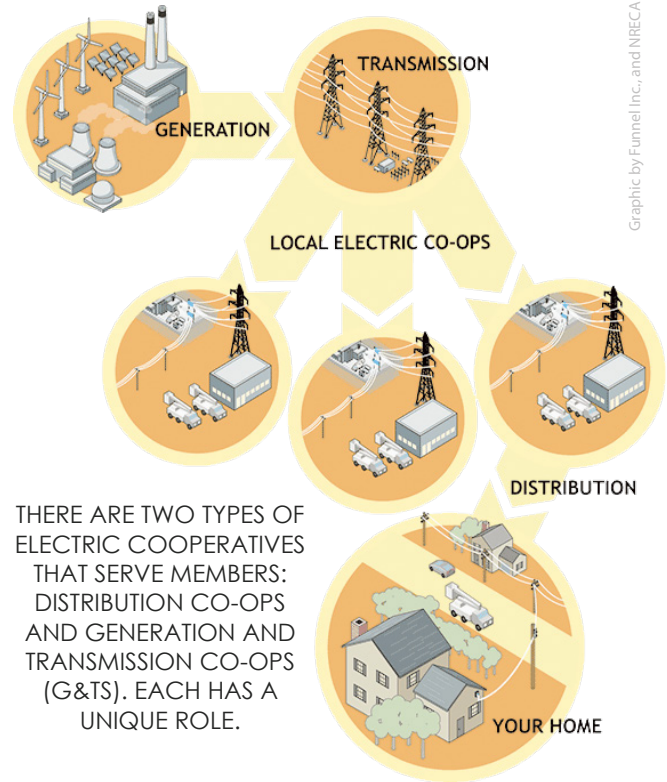 Graphic by Funnel Inc., and NRECA
TRANSMISSION
GENERATION
LOCAL ELECTRIC CO-OPS
DISTRIBUTION
THERE ARE TWO TYPES OF
ELECTRIC COOPERATIVES
THAT SERVE MEMBERS:
DISTRIBUTION CO-OPS
AND GENERATION AND
TRANSMISSION CO-OPS
(G&TS). EACH HAS A
UNIQUE ROLE.
YOUR HOME